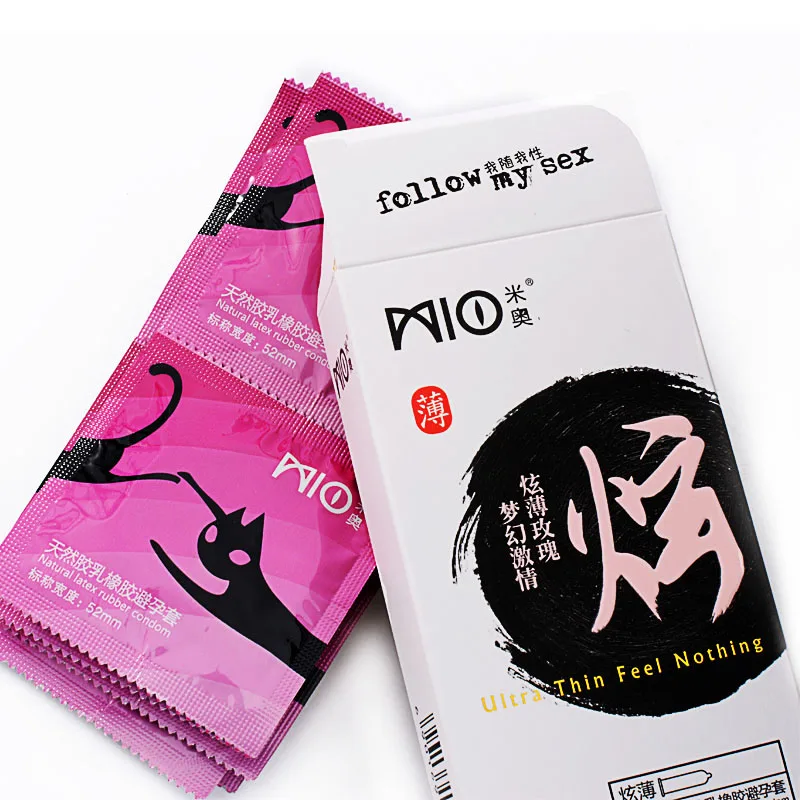 我随我性
follow my sex
MIO 米奥®
薄
炫
炫薄玫瑰
梦幻激情
Ultra Thin Feel Nothing
炫薄
天然胶乳橡胶避孕套
Natural latex rubber condom
标称宽度：52mm
MIO 米奥
天然胶乳橡胶避孕套
Natural latex rubber condom
标称宽度：52mm